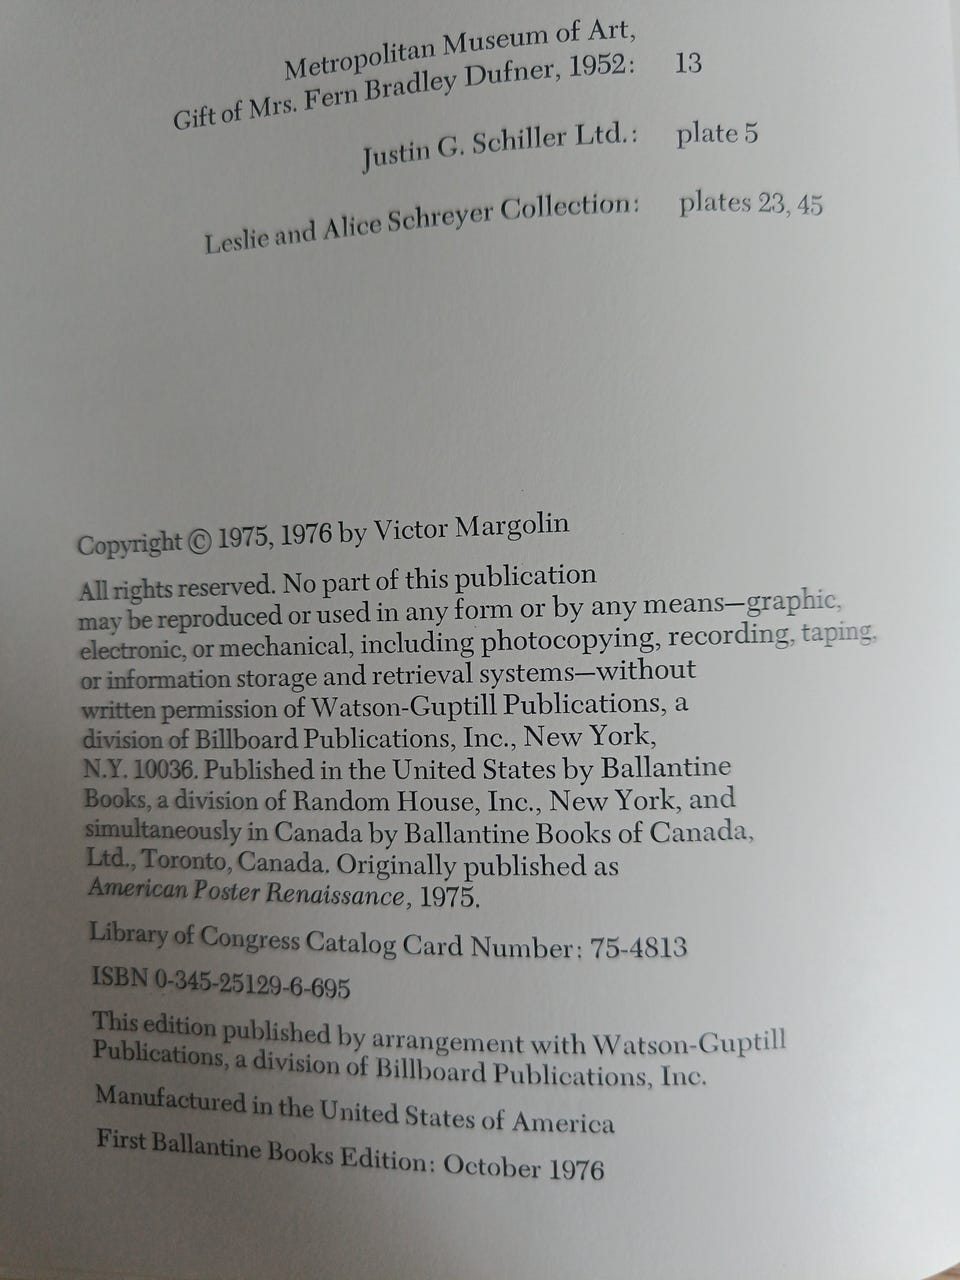 Metropolitan Museum of Art,
Gift of Mrs. Fern Bradley Dufner, 1952: 13
Justin G. Schiller Ltd.: plate 5
Leslie and Alice Schreyer Collection: plates 23, 45
Copyright © 1975, 1976 by Victor Margolin
All rights reserved. No part of this publication
may be reproduced or used in any form or by any means—graphic,
electronic, or mechanical, including photocopying, recording, taping,
or information storage and retrieval systems—without
written permission of Watson-Guptill Publications, a
division of Billboard Publications, Inc., New York,
N.Y. 10036. Published in the United States by Ballantine
Books, a division of Random House, Inc., New York, and
simultaneously in Canada by Ballantine Books of Canada,
Ltd., Toronto, Canada. Originally published as
American Poster Renaissance, 1975.
Library of Congress Catalog Card Number: 75-4813
ISBN 0-345-25129-6-695
This edition published by arrangement with Watson-Guptill
Publications, a division of Billboard Publications, Inc.
Manufactured in the United States of America
First Ballantine Books Edition: October 1976